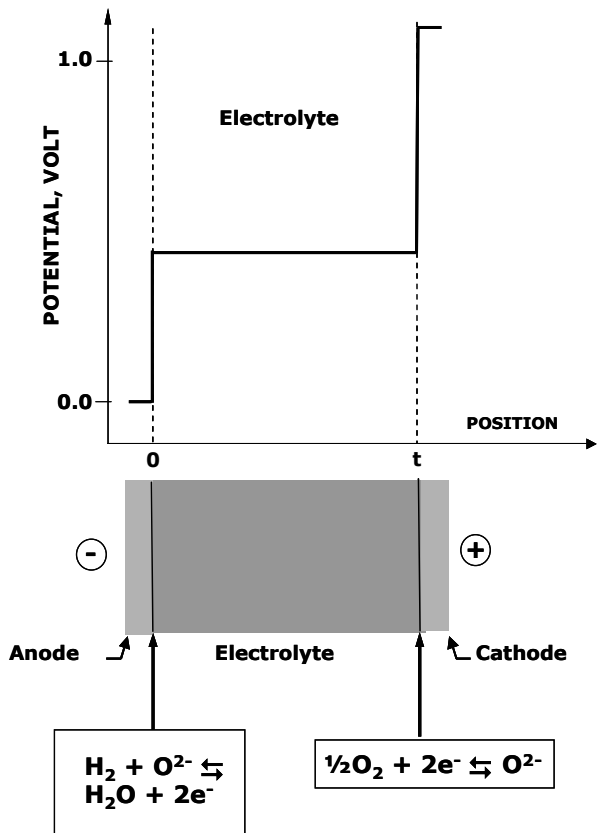 1.0
Electrolyte
POTENTIAL, VOLT
0.0
POSITION
0
t
-
+
Anode
Electrolyte
Cathode
H₂ + O²⁻ ⇆
H₂O + 2e⁻
½O₂ + 2e⁻ ⇆ O²⁻